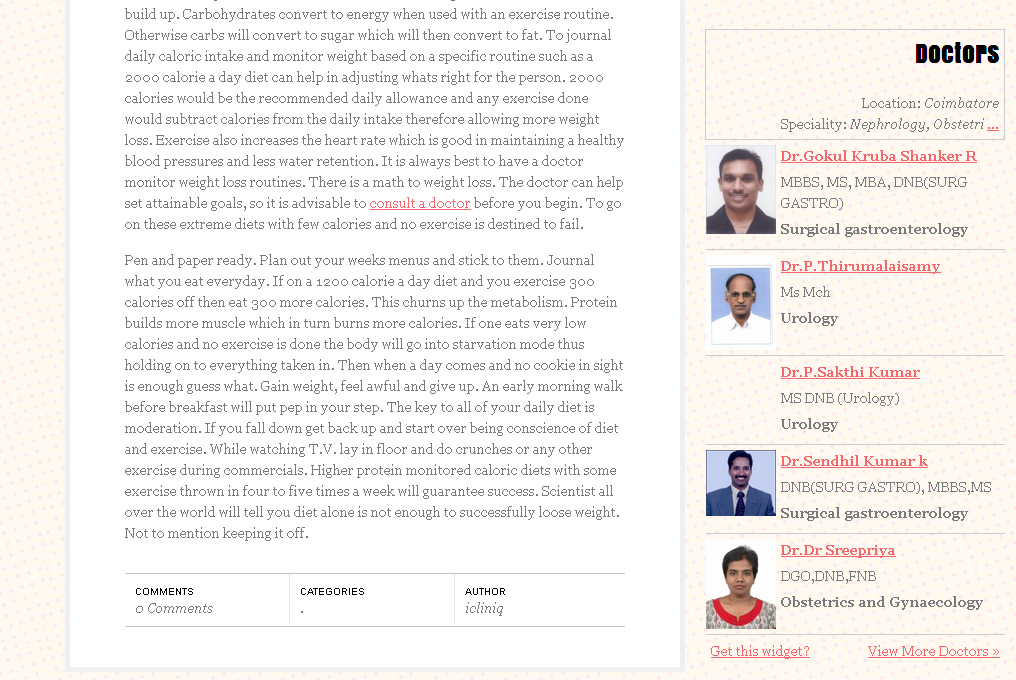 build up. Carbohydrates convert to energy when used with an exercise routine.
Otherwise carbs will convert to sugar which will then convert to fat. To journal
daily caloric intake and monitor weight based on a specific routine such as a
2000 calorie a day diet can help in adjusting whats right for the person. 2000
calories would be the recommended daily allowance and any exercise done
would subtract calories from the daily intake therefore allowing more weight
loss. Exercise also increases the heart rate which is good in maintaining a healthy
blood pressures and less water retention. It is always best to have a doctor
monitor weight loss routines. There is a math to weight loss. The doctor can help
set attainable goals, so it is advisable to consult a doctor before you begin. To go
on these extreme diets with few calories and no exercise is destined to fail.
Pen and paper ready. Plan out your weeks menus and stick to them. Journal
what you eat everyday. If on a 1200 calorie a day diet and you exercise 300
calories off then eat 300 more calories. This churns up the metabolism. Protein
builds more muscle which in turn burns more calories. If one eats very low
calories and no exercise is done the body will go into starvation mode thus
holding on to everything taken in. Then when a day comes and no cookie in sight
is enough guess what. Gain weight, feel awful and give up. An early morning walk
before breakfast will put pep in your step. The key to all of your daily diet is
moderation. If you fall down get back up and start over being conscience of diet
and exercise. While watching T.V. lay in floor and do crunches or any other
exercise during commercials. Higher protein monitored caloric diets with some
exercise thrown in four to five times a week will guarantee success. Scientist all
over the world will tell you diet alone is not enough to successfully loose weight.
Not to mention keeping it off.
COMMENTS
0 Comments
CATEGORIES
.
AUTHOR
icliniq
Doctors
Location: Coimbatore
Speciality: Nephrology, Obstetri ...
Dr.Gokul Kruba Shanker R
MBBS, MS, MBA, DNB(SURG
GASTRO)
Surgical gastroenterology
Dr.P.Thirumalaisamy
Ms Mch
Urology
Dr.P.Sakthi Kumar
MS DNB (Urology)
Urology
Dr.Sendhil Kumar k
DNB(SURG GASTRO), MBBS,MS
Surgical gastroenterology
Dr.Dr Sreepriya
DGO,DNB,FNB
Obstetrics and Gynaecology
Get this widget?
View More Doctors »